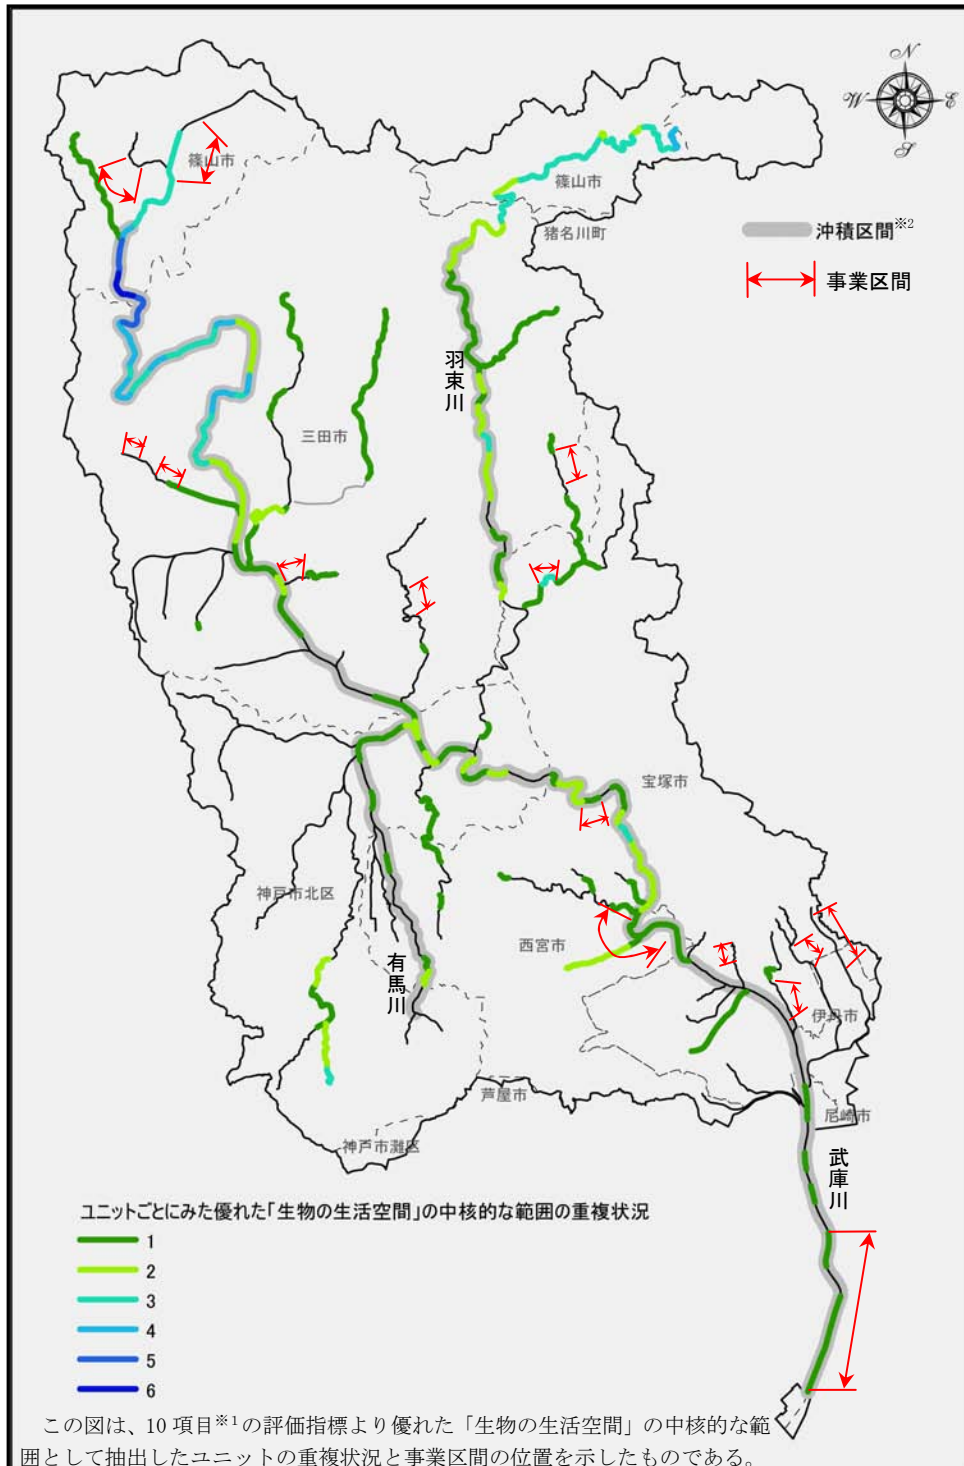 N
W
E
S
篠山市
篠山市
猪名川町
沖積区間※2
事業区間
羽束川
三田市
宝塚市
神戸市北区
西宮市
有馬川
伊丹市
芦屋市
尼崎市
神戸市灘区
武庫川
ユニットごとにみた優れた「生物の生活空間」の中核的な範囲の重複状況
1
2
3
4
5
6
この図は、10 項目※1の評価指標より優れた「生物の生活空間」の中核的な範
囲として抽出したユニットの重複状況と事業区間の位置を示したものである。